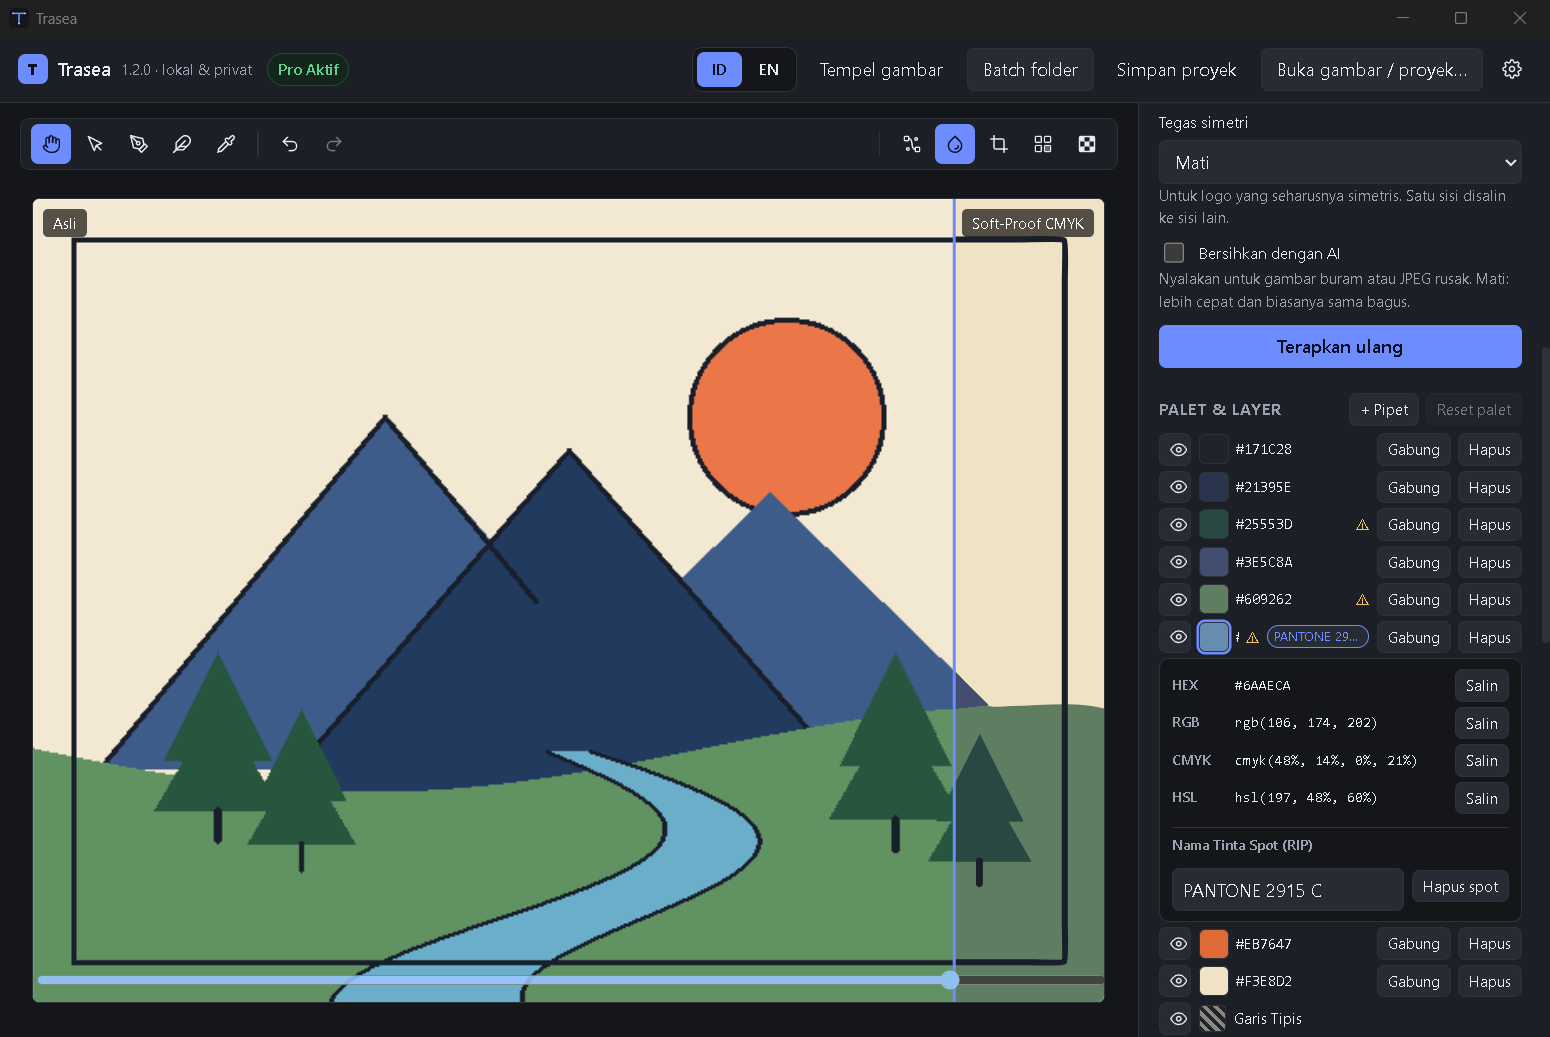 Trasea
T Trasea 1.2.0 · lokal & privat Pro Aktif ID EN Tempel gambar Batch folder Simpan proyek Buka gambar / proyek...
Asli
Soft-Proof CMYK
Tegas simetri
Mati
Untuk logo yang seharusnya simetris. Satu sisi disalin
ke sisi lain.
Bersihkan dengan AI
Nyalakan untuk gambar buram atau JPEG rusak. Mati:
lebih cepat dan biasanya sama bagus.
Terapkan ulang
PALET & LAYER + Pipet Reset palet
#171C28 Gabung Hapus
#21395E Gabung Hapus
#25553D Gabung Hapus
#3E5C8A Gabung Hapus
#609262 Gabung Hapus
# PANTONE 29... Gabung Hapus
HEX #6AAECA Salin
RGB rgb(106, 174, 202) Salin
CMYK cmyk(48%, 14%, 0%, 21%) Salin
HSL hsl(197, 48%, 60%) Salin
Nama Tinta Spot (RIP)
PANTONE 2915 C Hapus spot
#EB7647 Gabung Hapus
#F3E8D2 Gabung Hapus
Garis Tipis